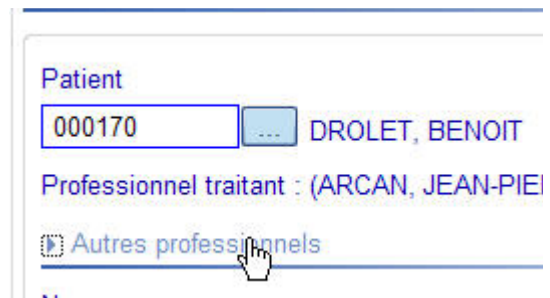 Patient
000170 ... DROLET, BENOIT
Professionnel traitant : (ARCAN, JEAN-PIE
Autres professionnels